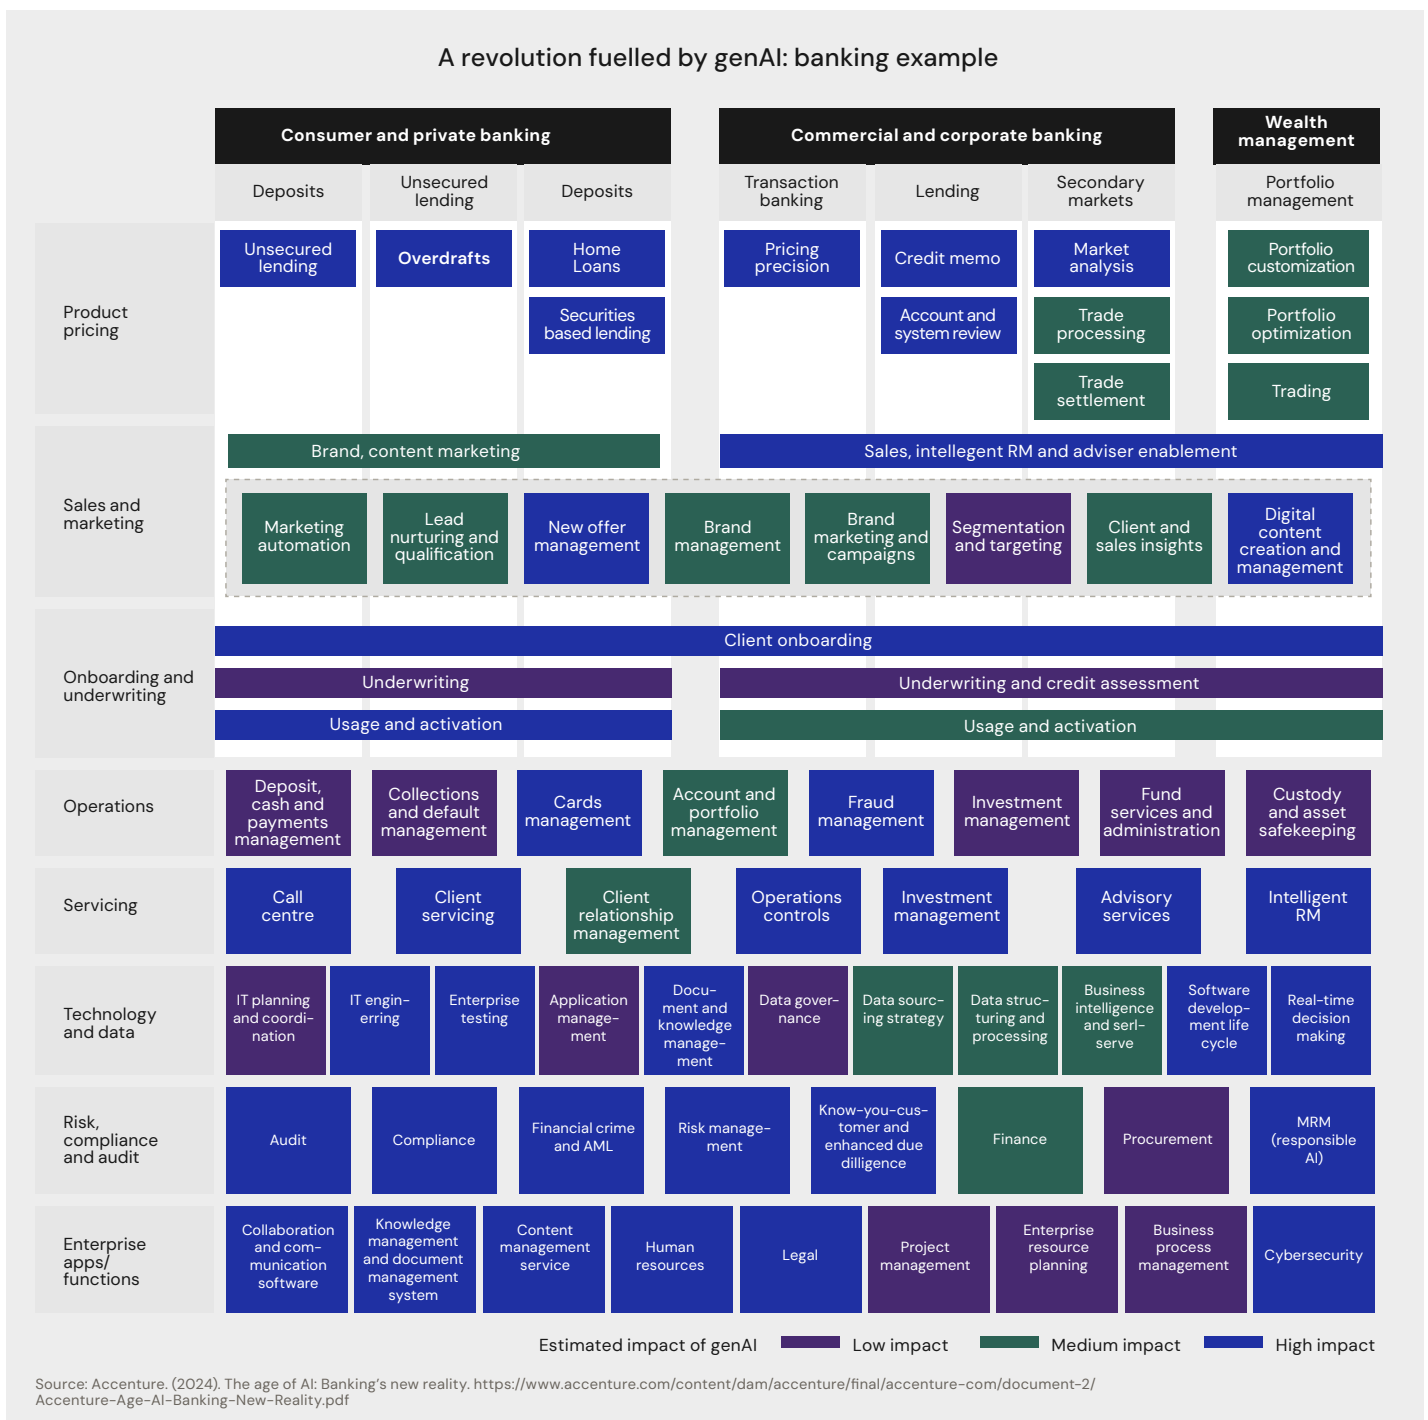 A revolution fuelled by genAI: banking example
Consumer and private banking
Commercial and corporate banking
Wealth
management
Deposits
Unsecured
lending
Deposits
Transaction
banking
Lending
Secondary
markets
Portfolio
management
Product
pricing
Unsecured
lending
Overdrafts
Home
Loans
Securities
based lending
Pricing
precision
Credit memo
Account and
system review
Market
analysis
Trade
processing
Trade
settlement
Portfolio
customization
Portfolio
optimization
Trading
Sales and
marketing
Brand, content marketing
Sales, intellegent RM and adviser enablement
Marketing
automation
Lead
nurturing and
qualification
New offer
management
Brand
management
Brand
marketing and
campaigns
Segmentation
and targeting
Client and
sales insights
Digital
content
creation and
management
Onboarding and
underwriting
Client onboarding
Underwriting
Underwriting and credit assessment
Usage and activation
Usage and activation
Operations
Deposit,
cash and
payments
management
Collections
and default
management
Cards
management
Account and
portfolio
management
Fraud
management
Investment
management
Fund
services and
administration
Custody
and asset
safekeeping
Servicing
Call
centre
Client
servicing
Client
relationship
management
Operations
controls
Investment
management
Advisory
services
Intelligent
RM
Technology
and data
IT planning
and coordi-
nation
IT engin-
erring
Enterprise
testing
Application
manage-
ment
Docu-
ment and
knowledge
manage-
ment
Data gover-
nance
Data sourc-
ing strategy
Data struc-
turing and
processing
Business
intelligence
and serl-
serve
Software
develop-
ment life
cycle
Real-time
decision
making
Risk,
compliance
and audit
Audit
Compliance
Financial crime
and AML
Risk manage-
ment
Know-you-cus-
tomer and
enhanced due
dilligence
Finance
Procurement
MRM
(responsible
AI)
Enterprise
apps/
functions
Collaboration
and com-
munication
software
Knowledge
management
and document
management
system
Content
management
service
Human
resources
Legal
Project
management
Enterprise
resource
planning
Business
process
management
Cybersecurity
Estimated impact of genAI
Low impact
Medium impact
High impact
Source: Accenture. (2024). The age of AI: Banking's new reality. https://www.accenture.com/content/dam/accenture/final/accenture-com/document-2/
Accenture-Age-AI-Banking-New-Reality.pdf